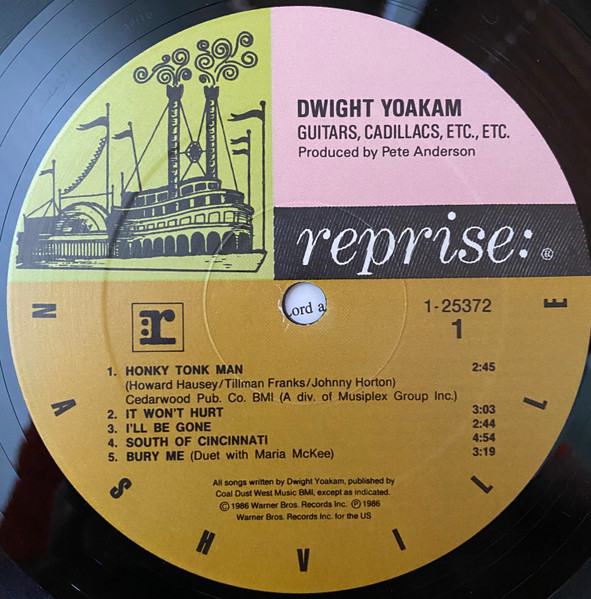 DWIGHT YOAKAM
GUITARS, CADILLACS, ETC., ETC.
Produced by Pete Anderson
reprise: ®
r
1-25372
1
1. HONKY TONK MAN 2:45
(Howard Hausey/Tillman Franks/Johnny Horton)
Cedarwood Pub. Co. BMI (A div. of Musiplex Group Inc.)
2. IT WON'T HURT 3:03
3. I'LL BE GONE 2:44
4. SOUTH OF CINCINNATI 4:54
5. BURY ME (Duet with Maria McKee) 3:19
All songs written by Dwight Yoakam, published by
Coal Dust West Music BMI, except as indicated.
© 1986 Warner Bros. Records Inc. ℗ 1986
Warner Bros. Records Inc. for the US
NASHVILLE
ord a